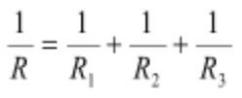 1/R = 1/R₁ + 1/R₂ + 1/R₃